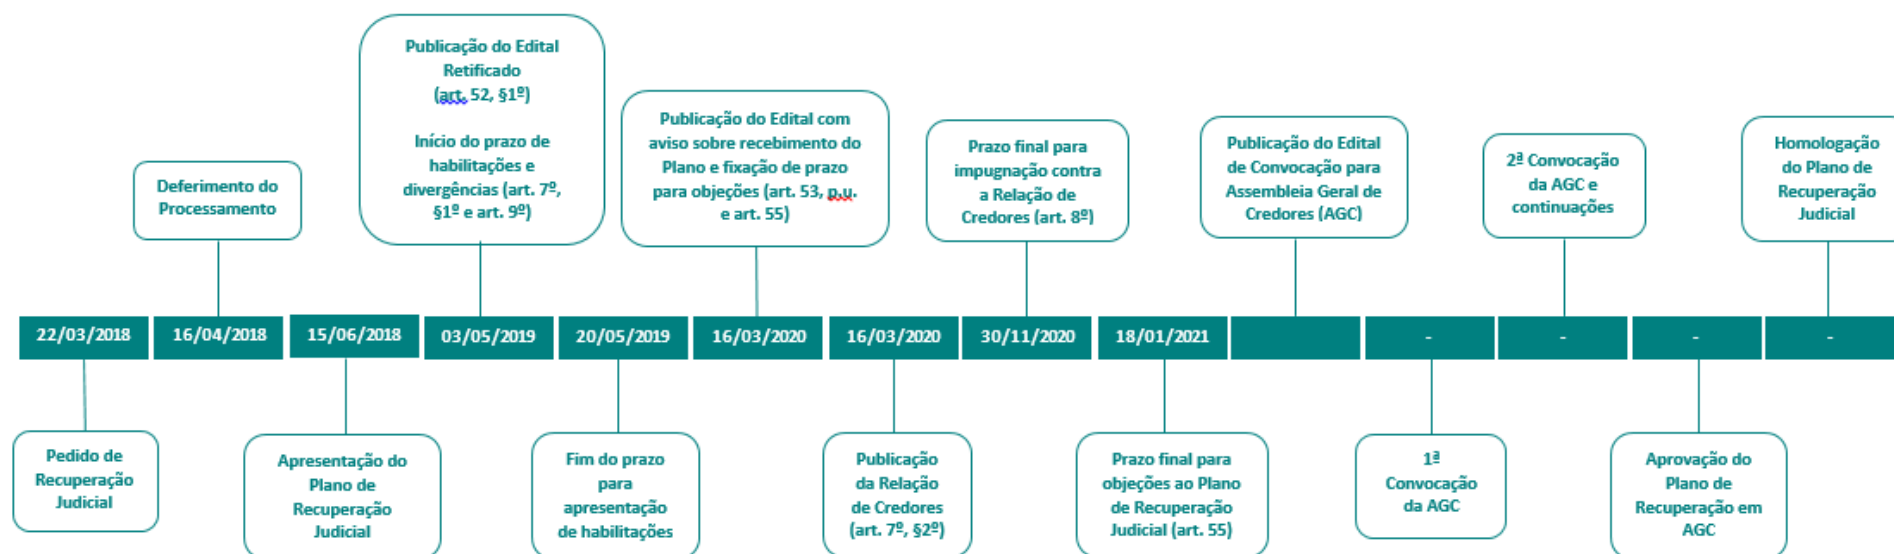 Publicação do Edital
Retificado
(art. 52, §1º)
Início do prazo de
habilitações e
divergências (art. 7º,
§1º e art. 9º)
Publicação do Edital com
aviso sobre recebimento do
Plano e fixação de prazo
para objeções (art. 53, p.u.
e art. 55)
Prazo final para
impugnação contra
a Relação de
Credores (art. 8º)
Publicação do Edital
de Convocação para
Assembleia Geral de
Credores (AGC)
2ª Convocação
da AGC e
continuações
Homologação
do Plano de
Recuperação
Judicial
Deferimento do
Processamento
22/03/2018
16/04/2018
15/06/2018
03/05/2019
20/05/2019
16/03/2020
16/03/2020
30/11/2020
18/01/2021
-
-
-
-
Pedido de
Recuperação
Judicial
Apresentação do
Plano de
Recuperação
Judicial
Fim do prazo
para
apresentação
de habilitações
Publicação
da Relação
de Credores
(art. 7º, §2º)
Prazo final para
objeções ao Plano
de Recuperação
Judicial (art. 55)
1ª
Convocação
da AGC
Aprovação do
Plano de
Recuperação em
AGC